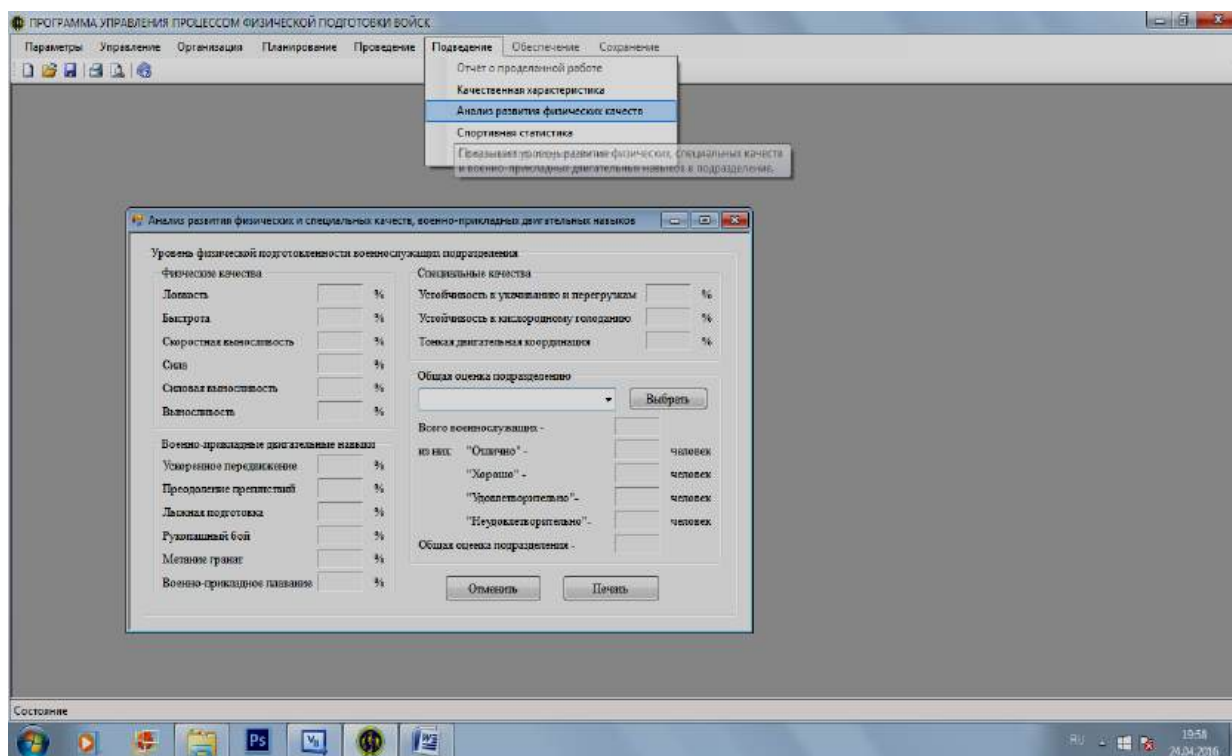 ПРОГРАММА УПРАВЛЕНИЯ ПРОЦЕССОМ ФИЗИЧЕСКОЙ ПОДГОТОВКИ ВОЙСК
Параметры Управление Организация Планирование Проведение Подведение Обеспечение Сохранение
Отчет о проделанной работе
Качественная характеристика
Анализ развития физических качеств
Спортивная статистика
Показывает уровень развития физических, специальных качеств
и военно-прикладных двигательных навыков в подразделение.
Анализ развития физических и специальных качеств, военно-прикладных двигательных навыков
Уровень физической подготовленности военнослужащих подразделения
Физические качества
Ловкость %
Быстрота %
Скоростная выносливость %
Сила %
Силовая выносливость %
Выносливость %
Военно-прикладные двигательные навыки
Ускоренное передвижение %
Преодоление препятствий %
Лыжная подготовка %
Рукопашный бой %
Метание гранат %
Военно-прикладное плавание %
Специальные качества
Устойчивость к укачиванию и перегрузкам %
Устойчивость к кислородному голоданию %
Тонкая двигательная координация %
Общая оценка подразделению
Выбрать
Всего военнослужащих -
из них "Отлично" - человек
"Хорошо" - человек
"Удовлетворительно"- человек
"Неудовлетворительно"- человек
Общая оценка подразделения -
Отменить Печать
Состояние
Ps
RU
19:58
24.04.2016